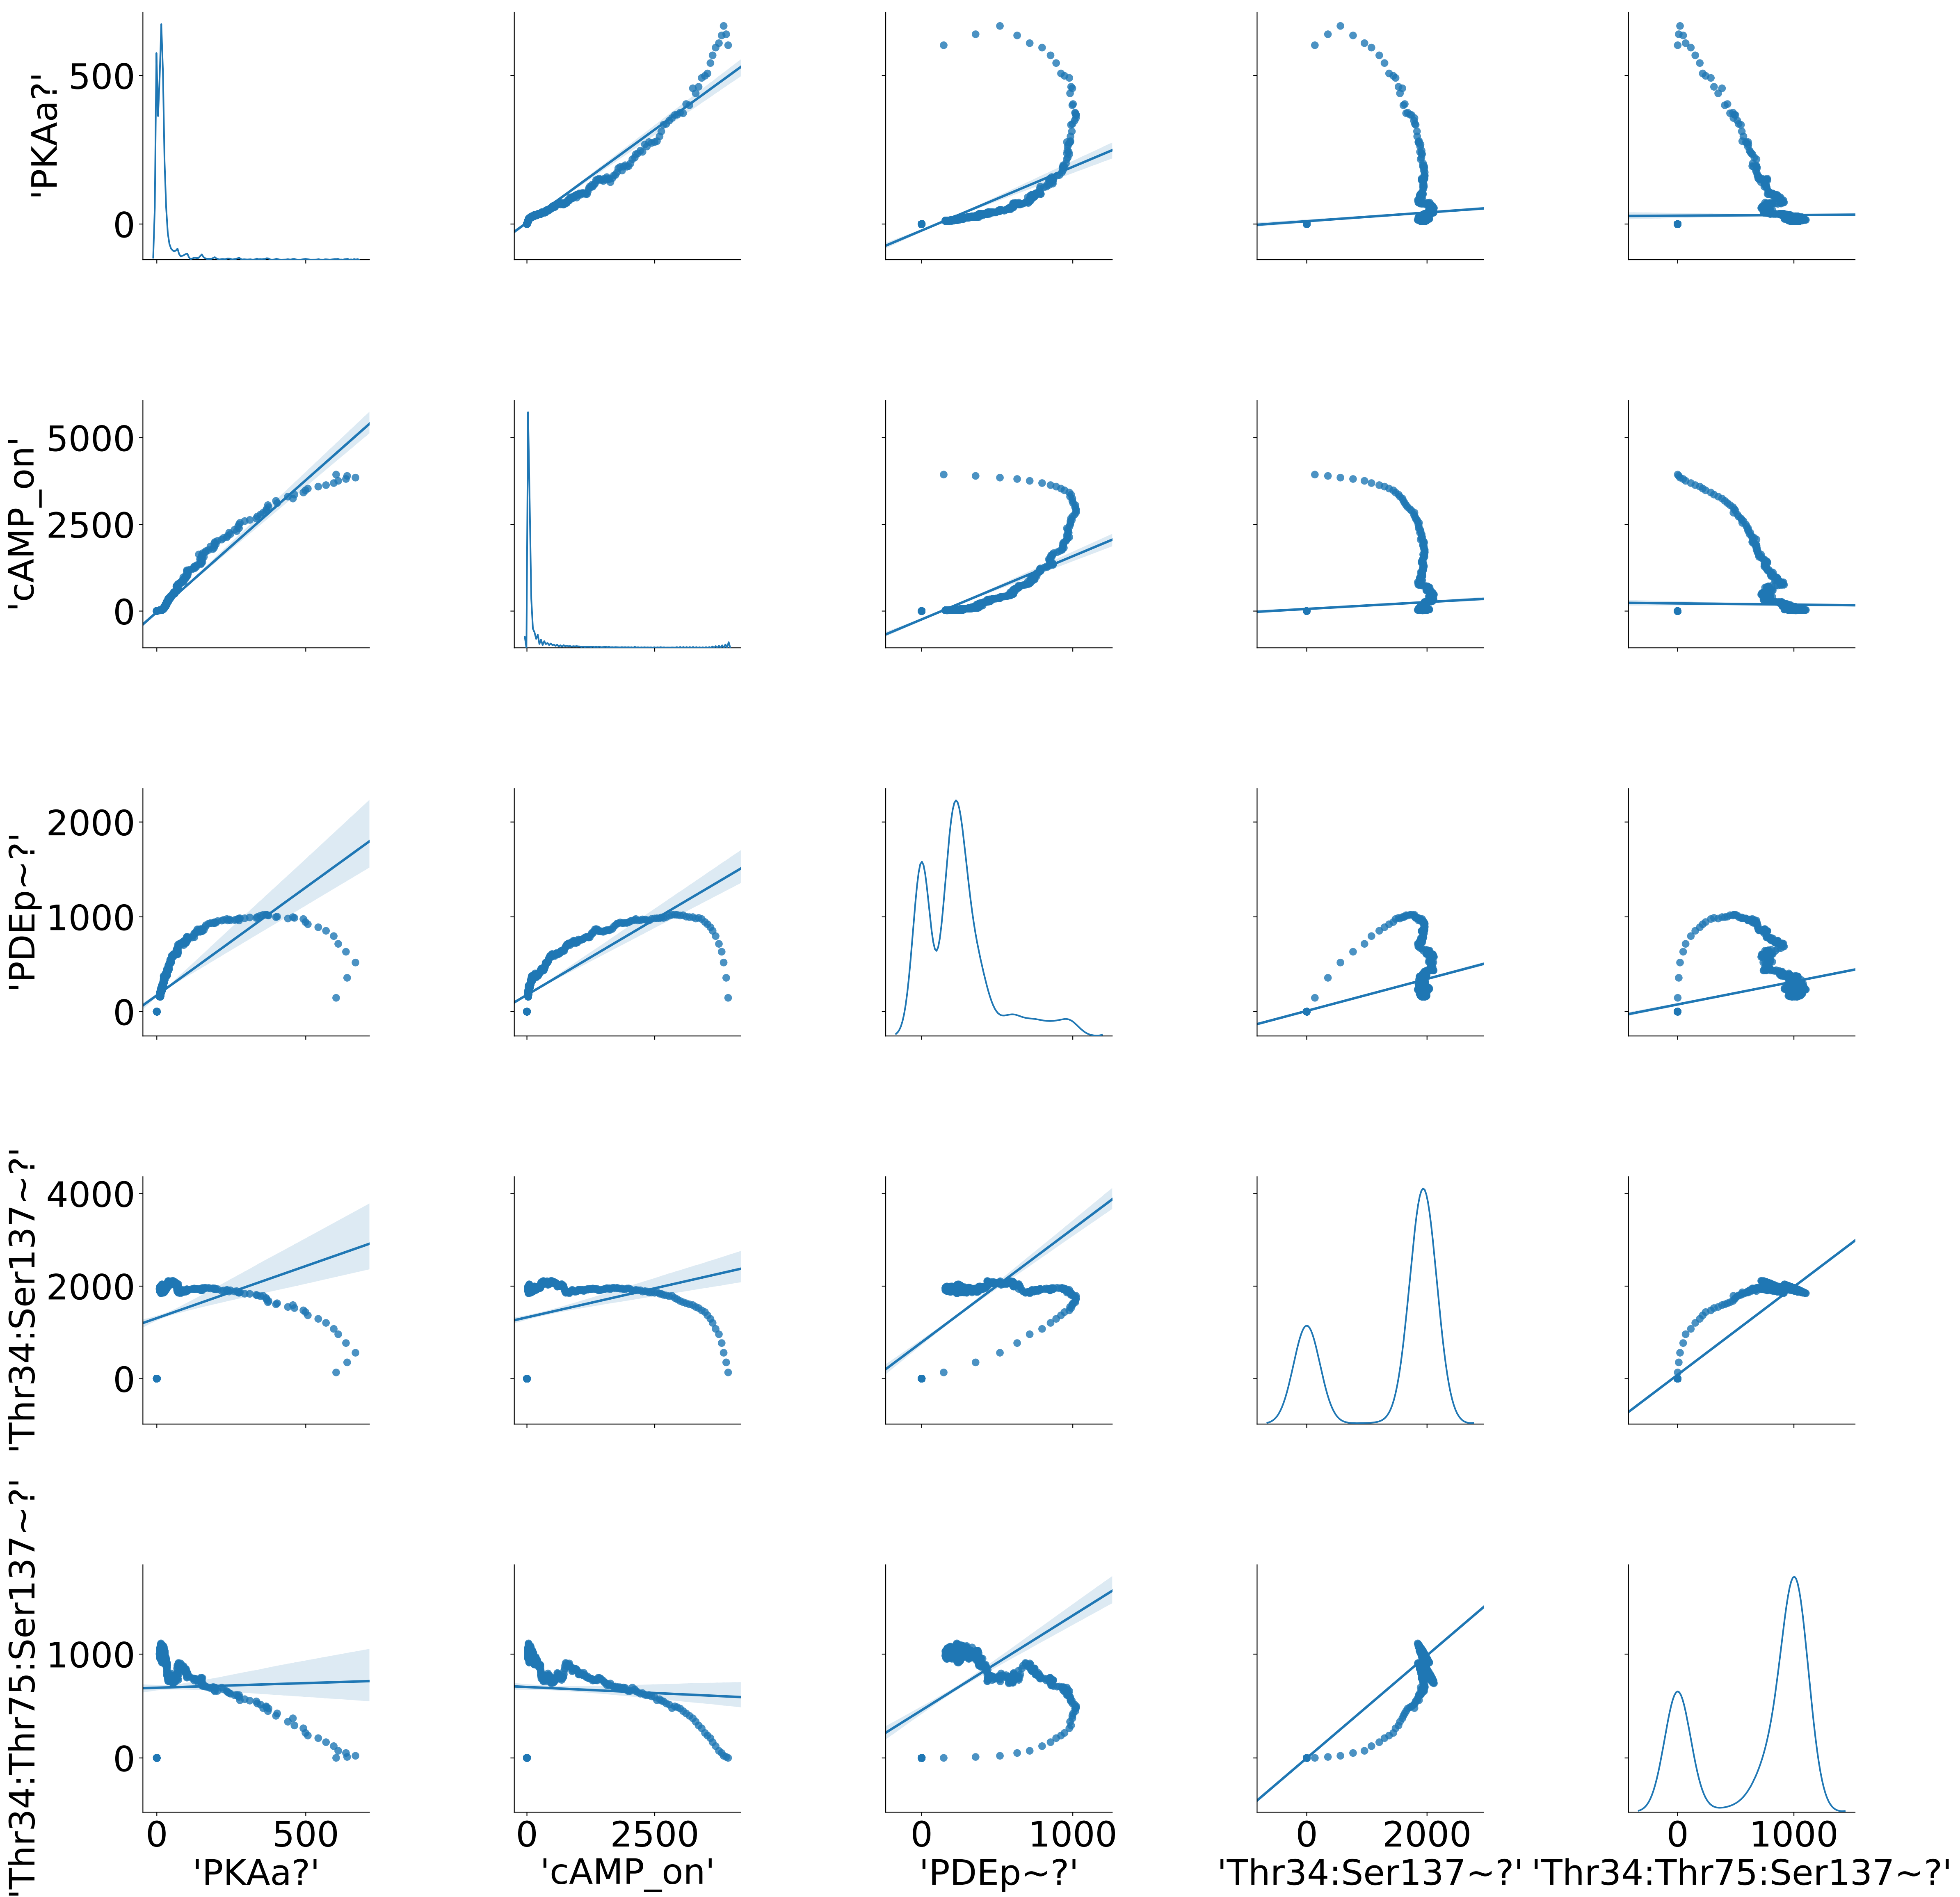 'PKAa?'
500
0
'cAMP_on'
5000
2500
0
'PDEp~?'
2000
1000
0
'Thr34:Ser137~?'
4000
2000
0
'Thr34:Thr75:Ser137~?'
1000
0
0 500 0 2500 0 1000 0 2000 0 1000
'PKAa?' 'cAMP_on' 'PDEp~?' 'Thr34:Ser137~?' 'Thr34:Thr75:Ser137~?'